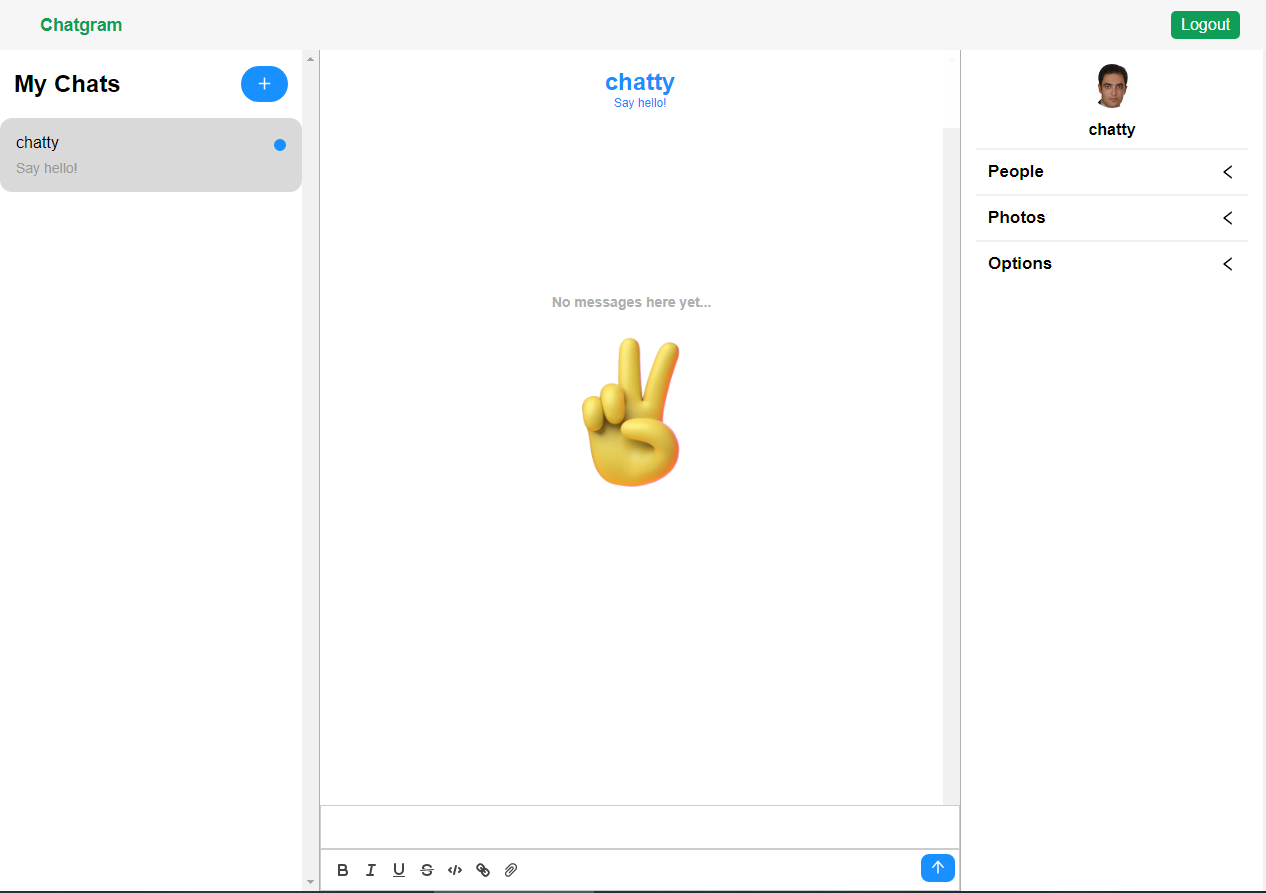 Chatgram
Logout
My Chats
+
chatty
Say hello!
chatty
Say hello!
No messages here yet...
B I U S </>
chatty
People
Photos
Options